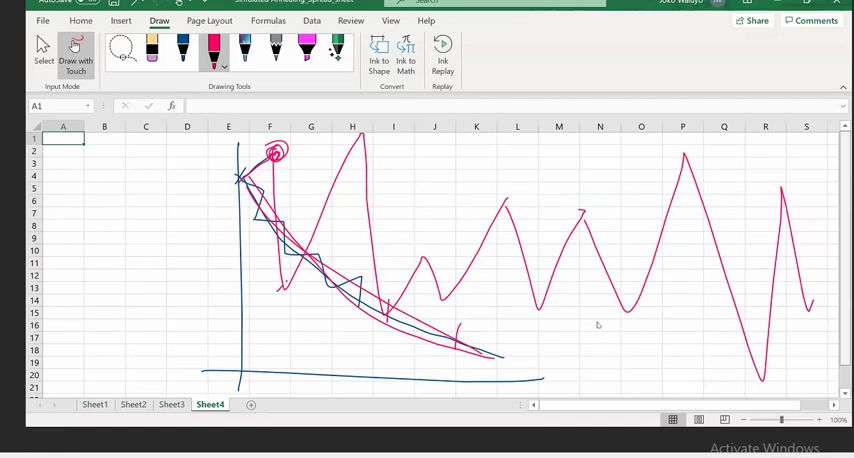 Simulated Annealing_Spread_Sheet
Search
Joko Waluyo
File Home Insert Draw Page Layout Formulas Data Review View Help
Share Comments
Select
Draw with Touch
Ink to Shape
Ink to Math
Ink Replay
Input Mode
Drawing Tools
Convert
Replay
A1
fx
A B C D E F G H I J K L M N O P Q R S
1
2
3
4
5
6
7
8
9
10
11
12
13
14
15
16
17
18
19
20
21
Sheet1 Sheet2 Sheet3 Sheet4
100%
Activate Windows